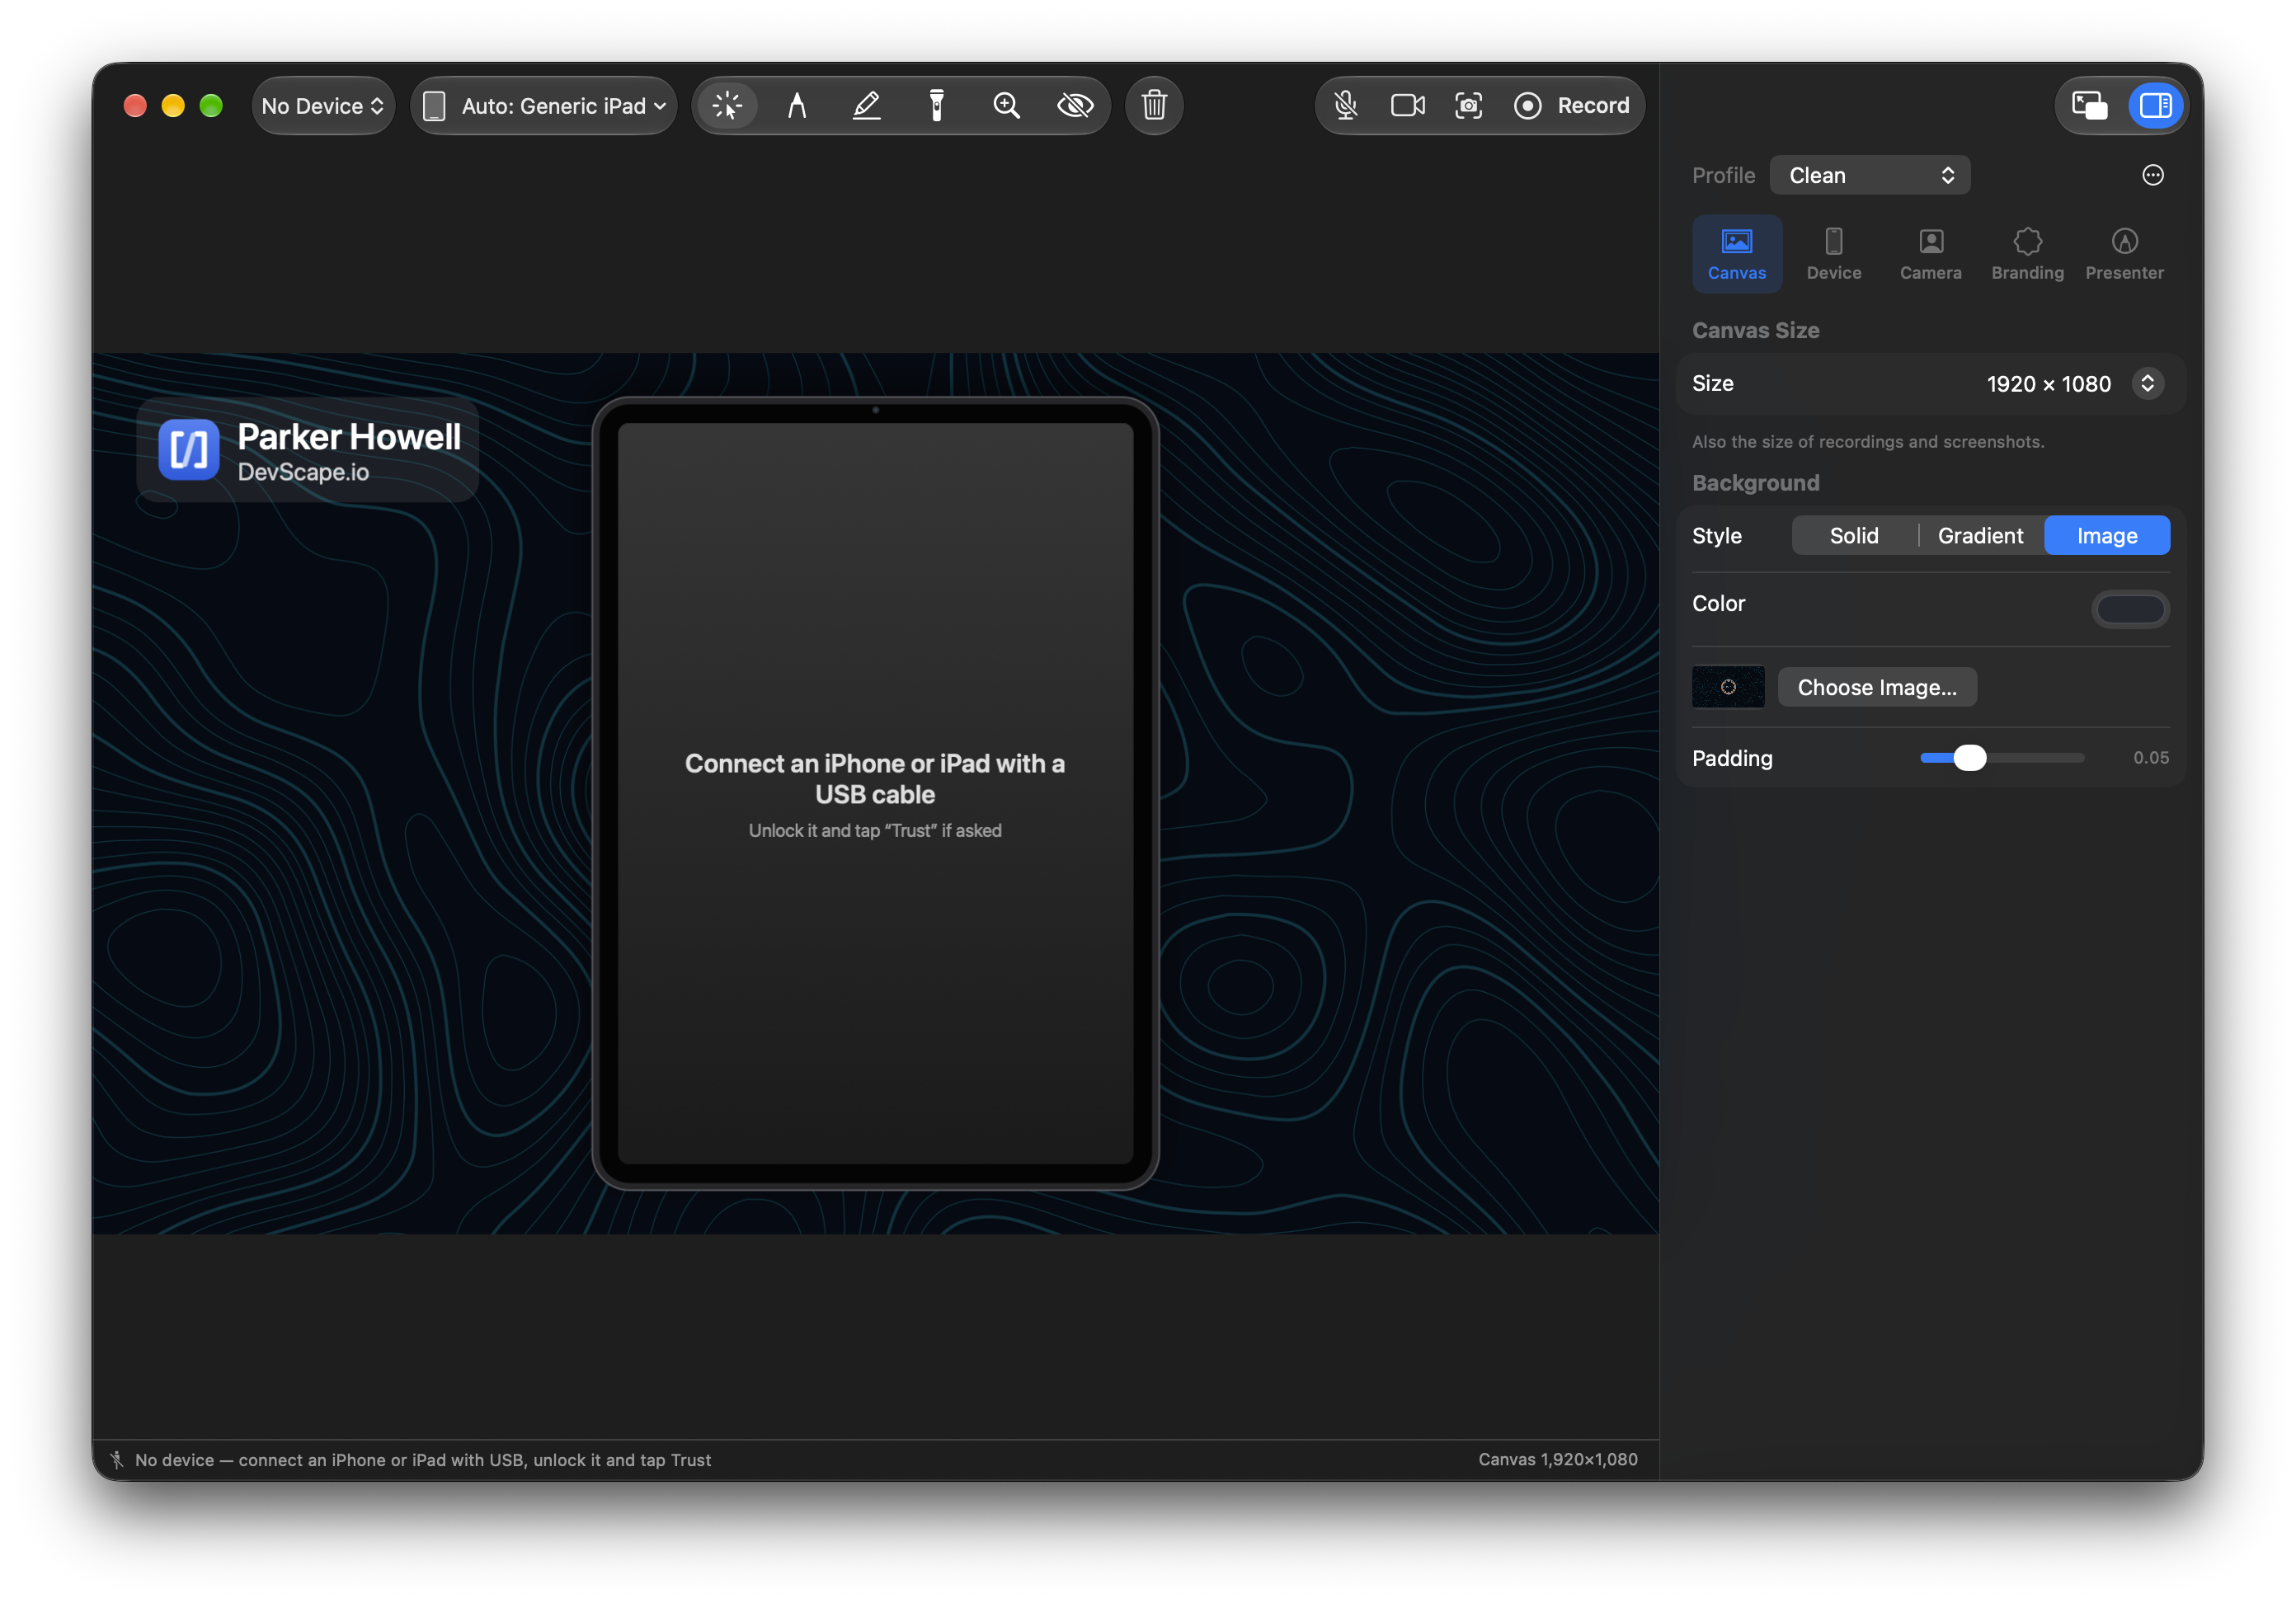 No Device
Auto: Generic iPad
Record
Profile
Clean
Canvas
Device
Camera
Branding
Presenter
Canvas Size
Size
1920 × 1080
Also the size of recordings and screenshots.
Background
Style
Solid
Gradient
Image
Color
Choose Image...
Padding
0.05
Parker Howell
DevScape.io
Connect an iPhone or iPad with a
USB cable
Unlock it and tap “Trust” if asked
No device — connect an iPhone or iPad with USB, unlock it and tap Trust
Canvas 1,920×1,080